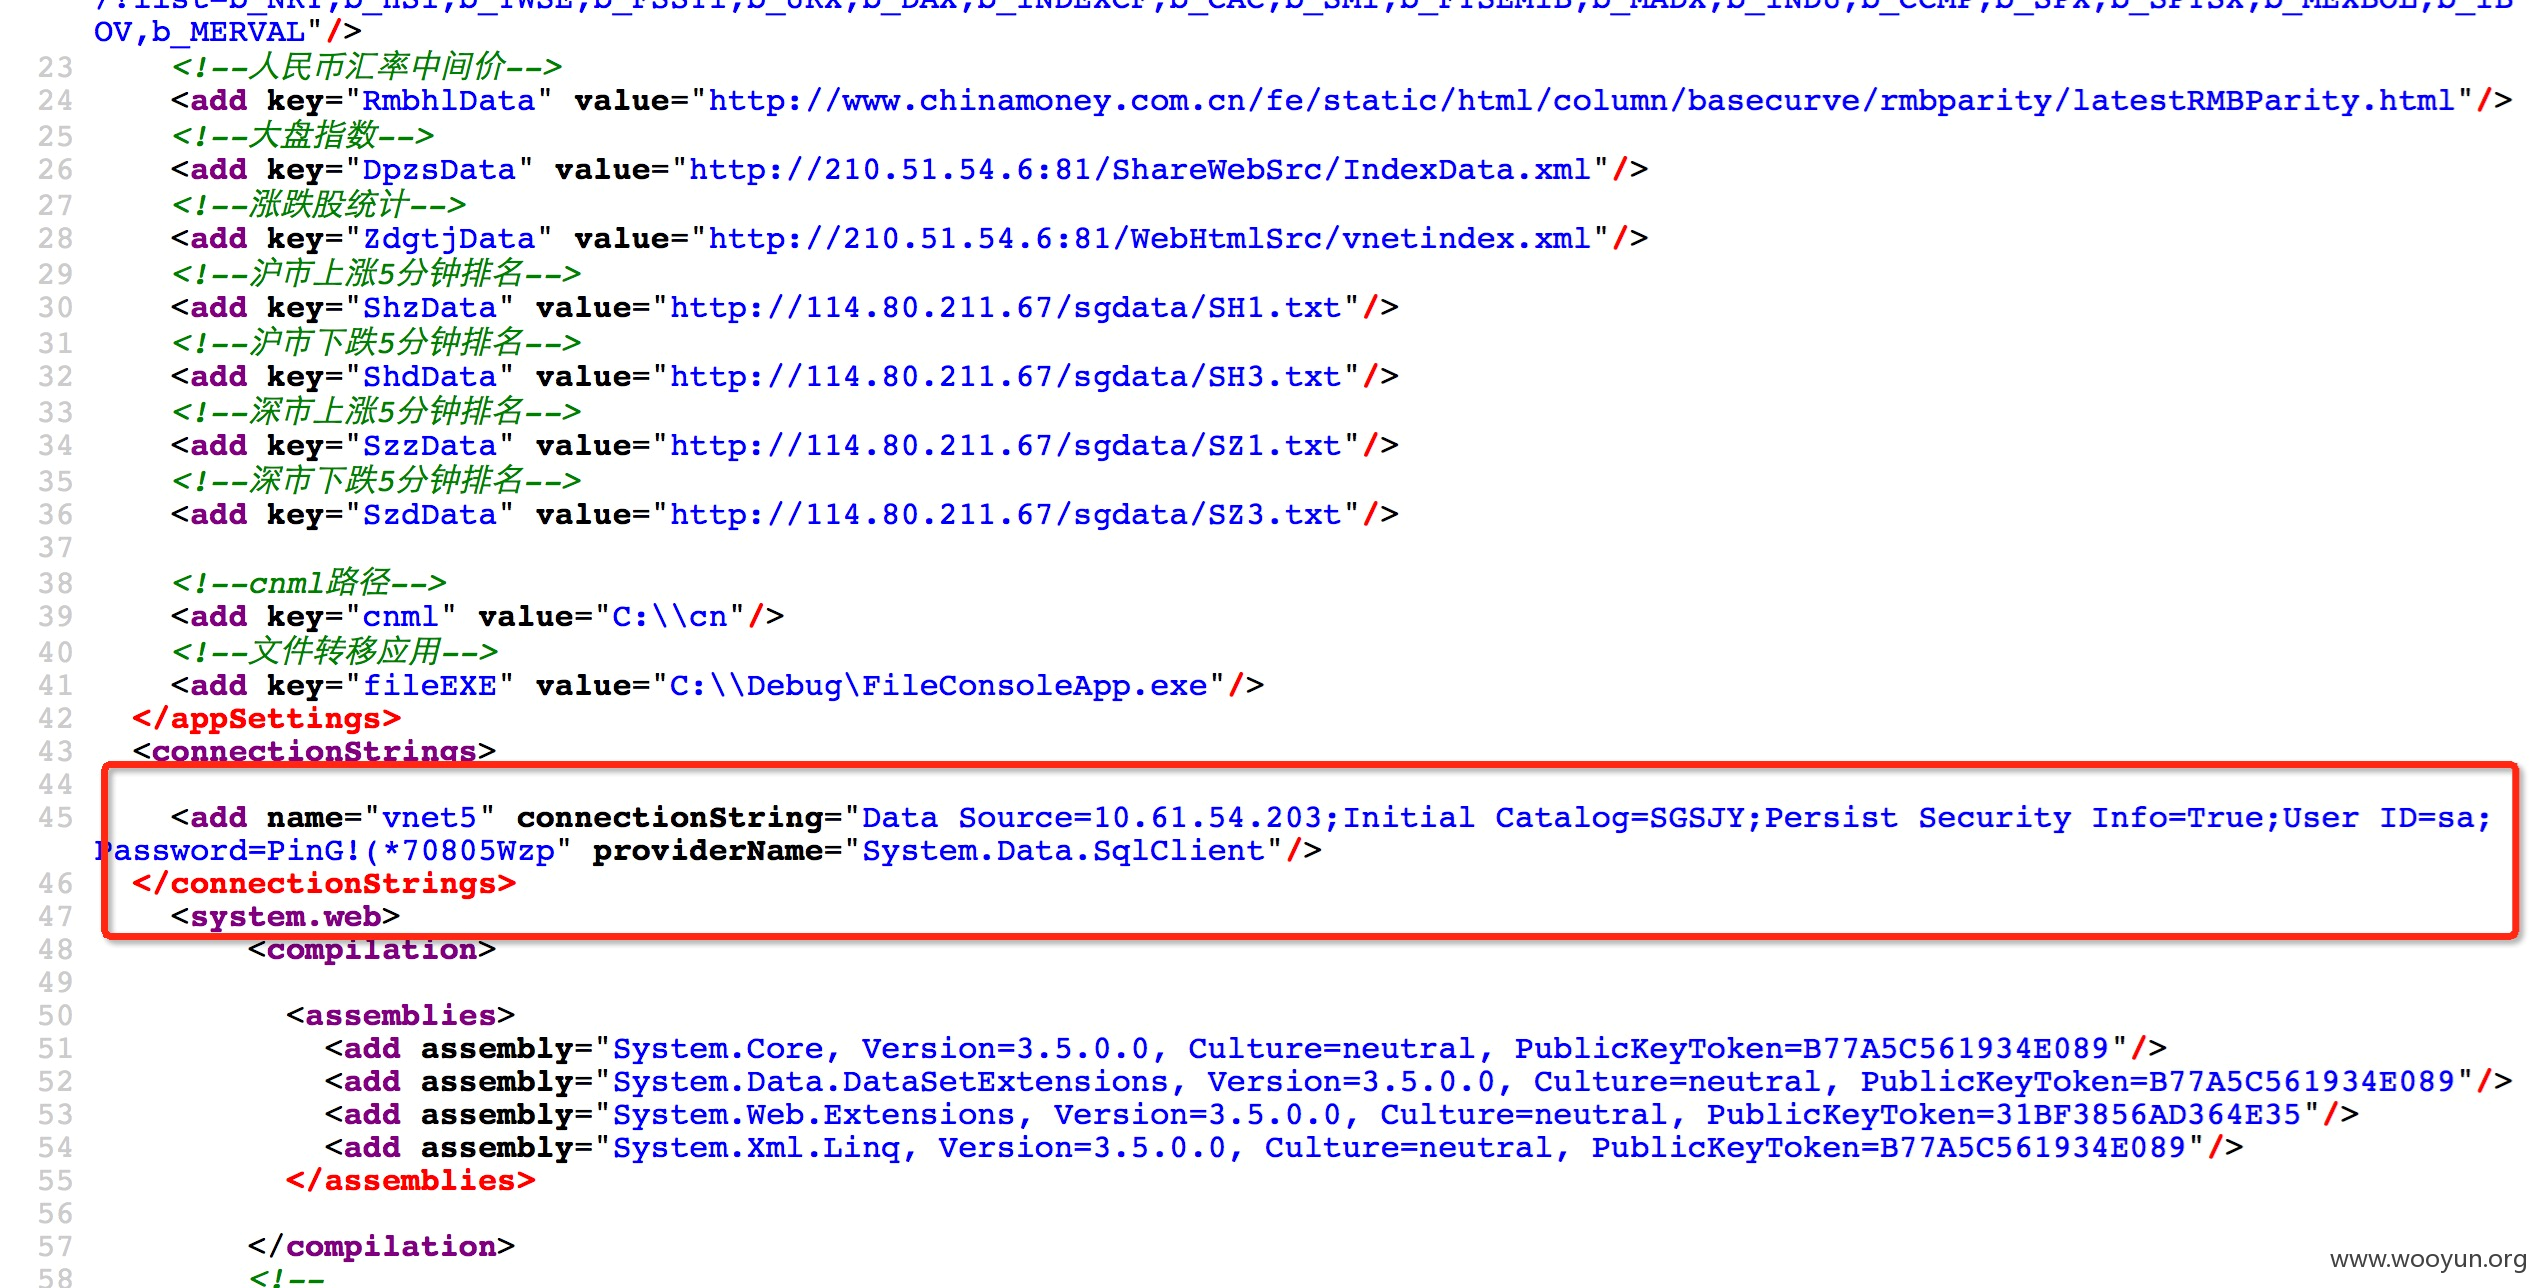 OV,b_MERVAL"/>
23 <!--人民币汇率中间价-->
24 <add key="RmbhlData" value="http://www.chinamoney.com.cn/fe/static/html/column/basecurve/rmbparity/latestRMBParity.html"/>
25 <!--大盘指数-->
26 <add key="DpzsData" value="http://210.51.54.6:81/ShareWebSrc/IndexData.xml"/>
27 <!--涨跌股统计-->
28 <add key="ZdgtjData" value="http://210.51.54.6:81/WebHtmlSrc/vnetindex.xml"/>
29 <!--沪市上涨5分钟排名-->
30 <add key="ShzData" value="http://114.80.211.67/sgdata/SH1.txt"/>
31 <!--沪市下跌5分钟排名-->
32 <add key="ShdData" value="http://114.80.211.67/sgdata/SH3.txt"/>
33 <!--深市上涨5分钟排名-->
34 <add key="SzzData" value="http://114.80.211.67/sgdata/SZ1.txt"/>
35 <!--深市下跌5分钟排名-->
36 <add key="SzdData" value="http://114.80.211.67/sgdata/SZ3.txt"/>
37
38 <!--cnml路径-->
39 <add key="cnml" value="C:\\cn"/>
40 <!--文件转移应用-->
41 <add key="fileEXE" value="C:\\Debug\FileConsoleApp.exe"/>
42 </appSettings>
43 <connectionStrings>
44
45 <add name="vnet5" connectionString="Data Source=10.61.54.203;Initial Catalog=SGSJY;Persist Security Info=True;User ID=sa;
Password=PinG!(*70805Wzp" providerName="System.Data.SqlClient"/>
46 </connectionStrings>
47 <system.web>
48 <compilation>
49
50 <assemblies>
51 <add assembly="System.Core, Version=3.5.0.0, Culture=neutral, PublicKeyToken=B77A5C561934E089"/>
52 <add assembly="System.Data.DataSetExtensions, Version=3.5.0.0, Culture=neutral, PublicKeyToken=B77A5C561934E089"/>
53 <add assembly="System.Web.Extensions, Version=3.5.0.0, Culture=neutral, PublicKeyToken=31BF3856AD364E35"/>
54 <add assembly="System.Xml.Linq, Version=3.5.0.0, Culture=neutral, PublicKeyToken=B77A5C561934E089"/>
55 </assemblies>
56
57 </compilation>
58 <!--
www.wooyun.org